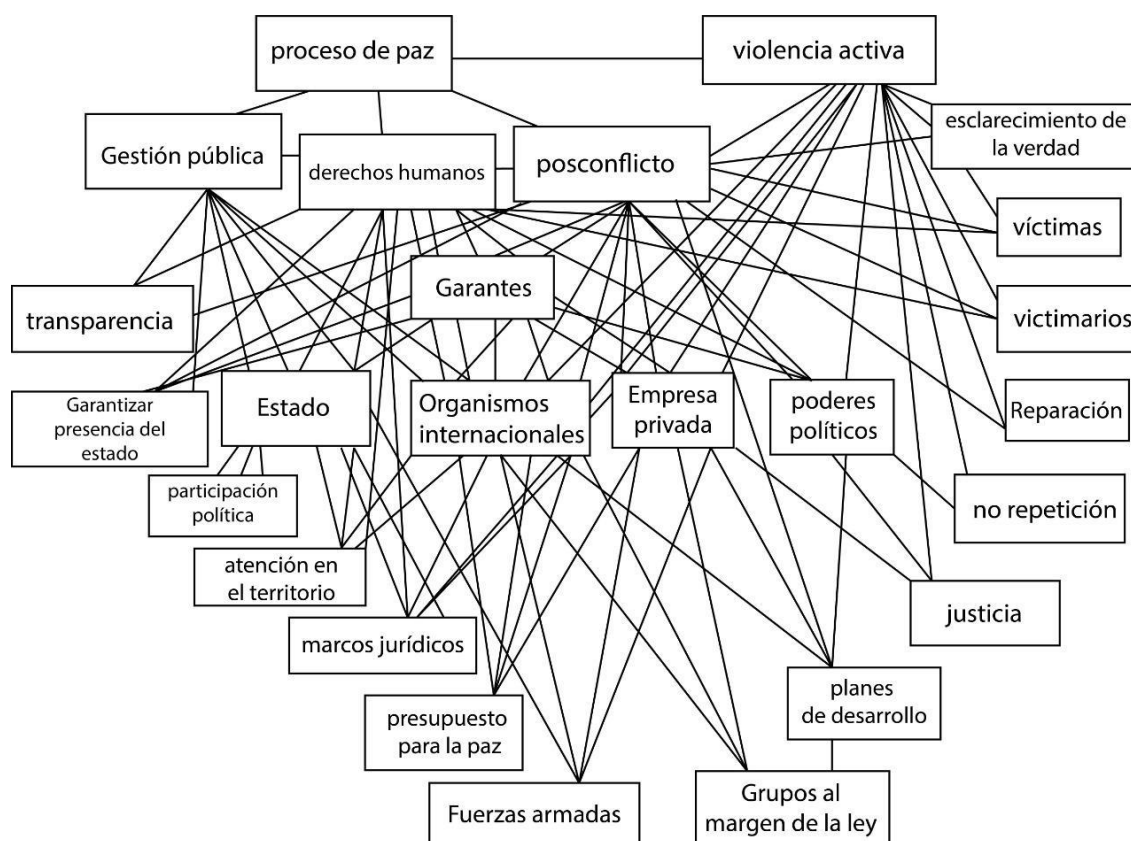 proceso de paz
violencia activa
Gestión pública
derechos humanos
posconflicto
esclarecimiento de
la verdad
víctimas
Garantes
transparencia
victimarios
Garantizar
presencia del
estado
Estado
Organismos
internacionales
Empresa
privada
poderes
políticos
Reparación
participación
política
no repetición
atención en
el territorio
justicia
marcos jurídicos
planes
de desarrollo
presupuesto
para la paz
Fuerzas armadas
Grupos al
margen de la ley